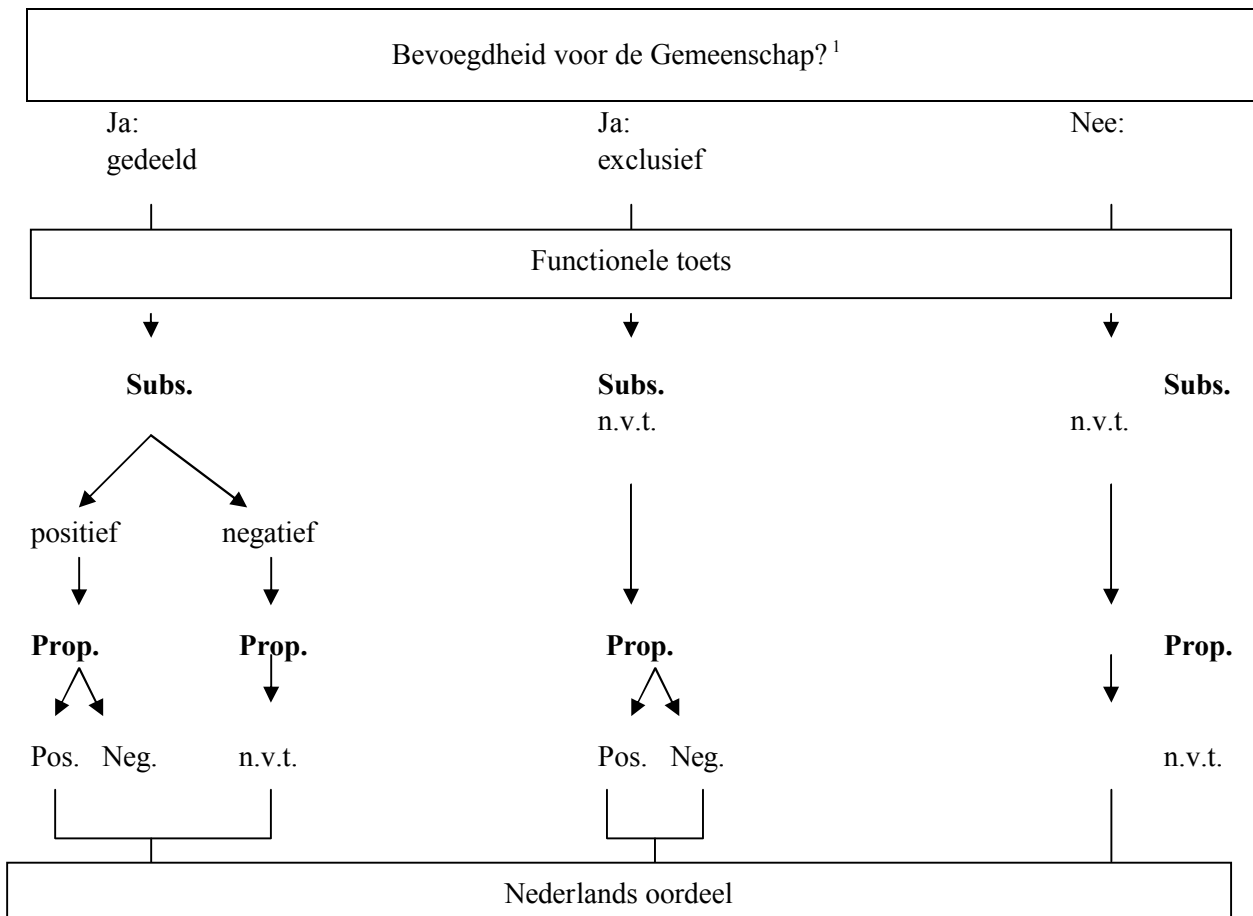 Bevoegdheid voor de Gemeenschap? 1
Ja: Ja: Nee:
gedeeld exclusief
Functionele toets
Subs. Subs. Subs.
n.v.t. n.v.t.
positief negatief
Prop. Prop. Prop. Prop.
Pos. Neg. n.v.t. Pos. Neg. n.v.t.
Nederlands oordeel